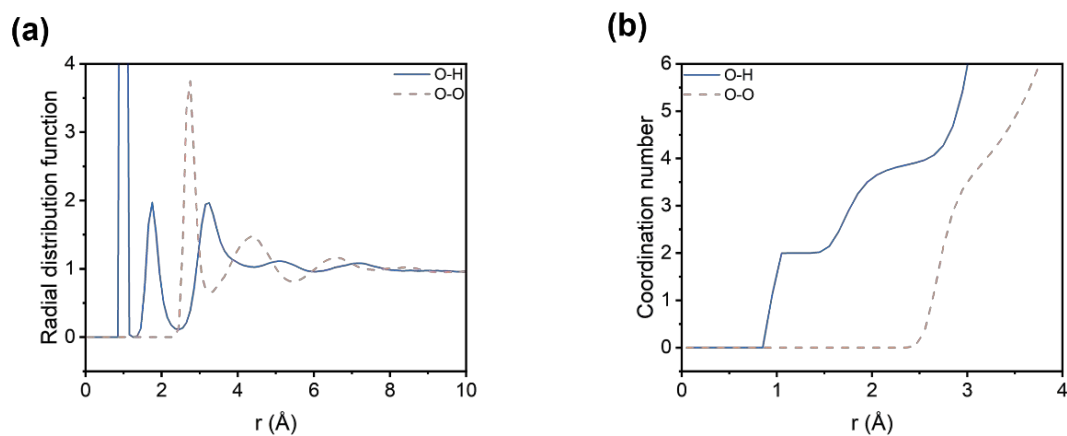 (a)
Radial distribution function
4
3
2
1
0
O-H
O-O
0 2 4 6 8 10
r (Å)
(b)
Coordination number
6
5
4
3
2
1
0
O-H
O-O
0 1 2 3 4
r (Å)